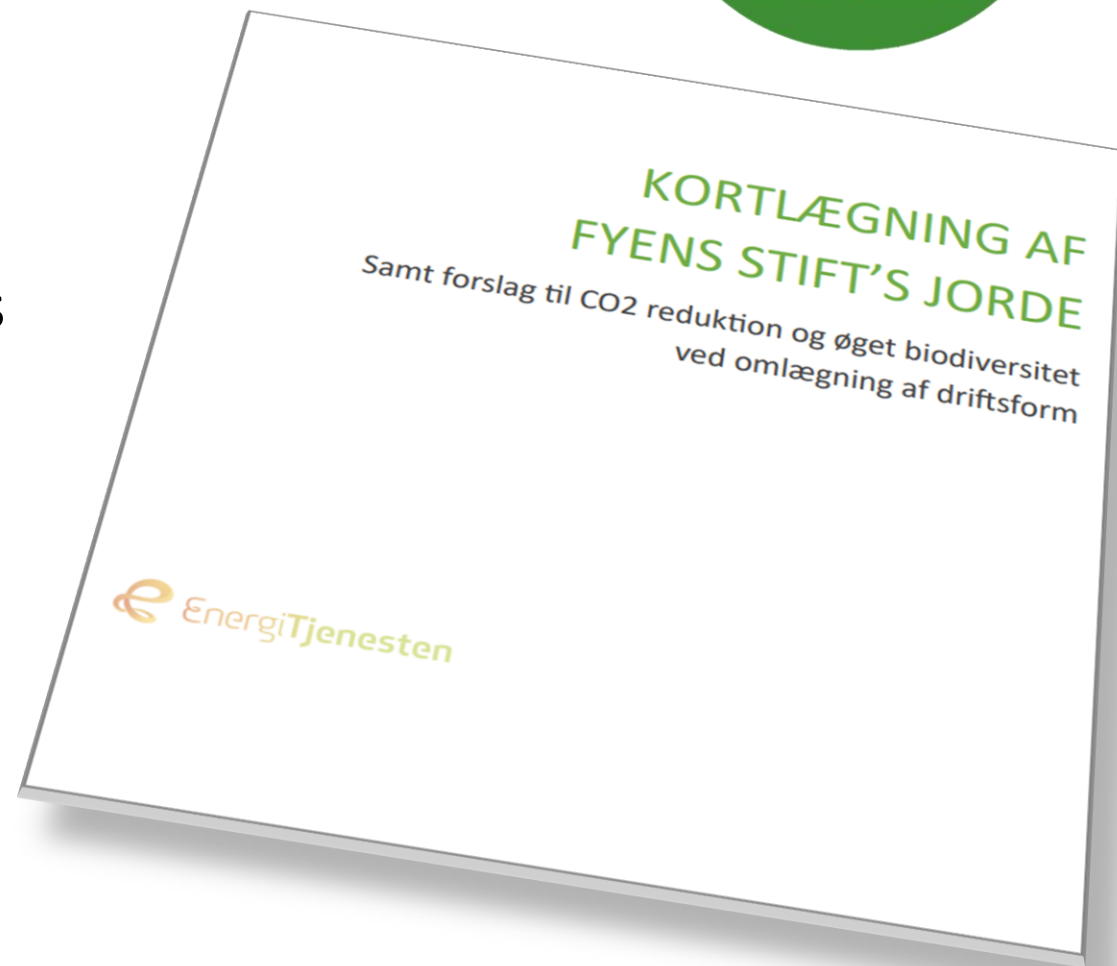 KORTLÆGNING AF
FYENS STIFT'S JORDE
Samt forslag til CO2 reduktion og øget biodiversitet
ved omlægning af driftsform
EnergiTjenesten